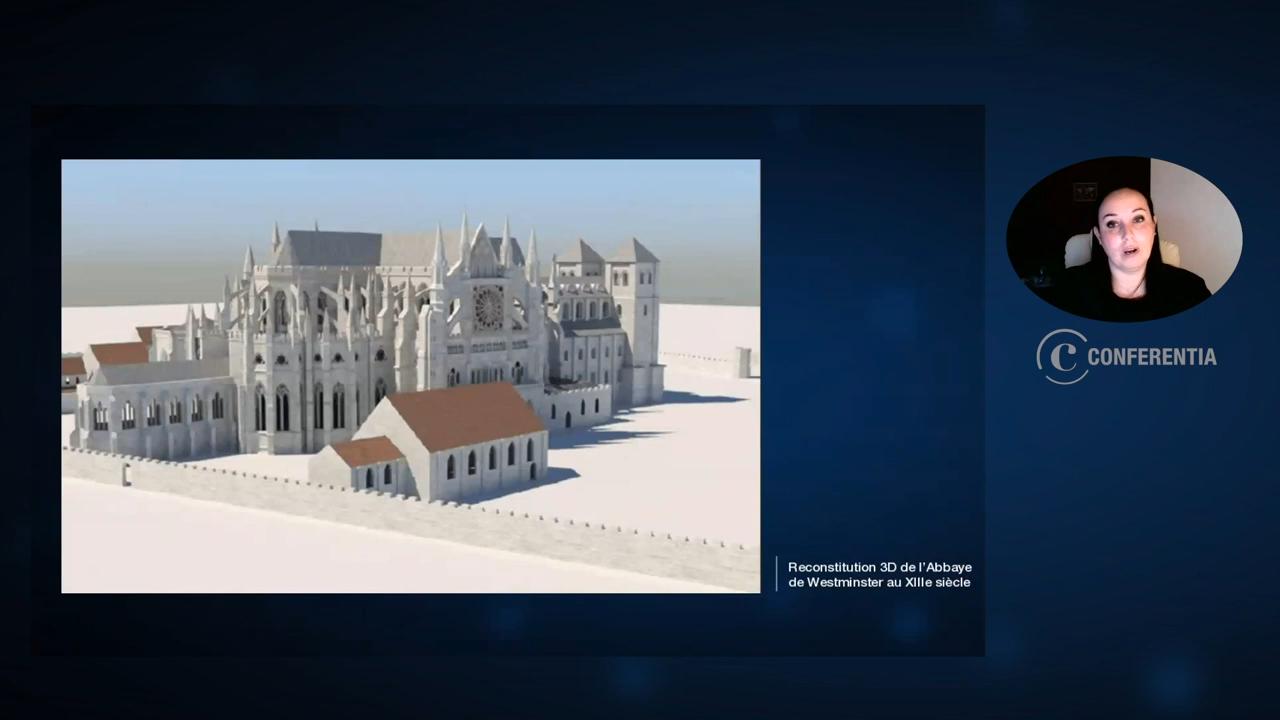 C CONFERENTIA
Reconstitution 3D de l'Abbaye
de Westminster au XIIIe siècle